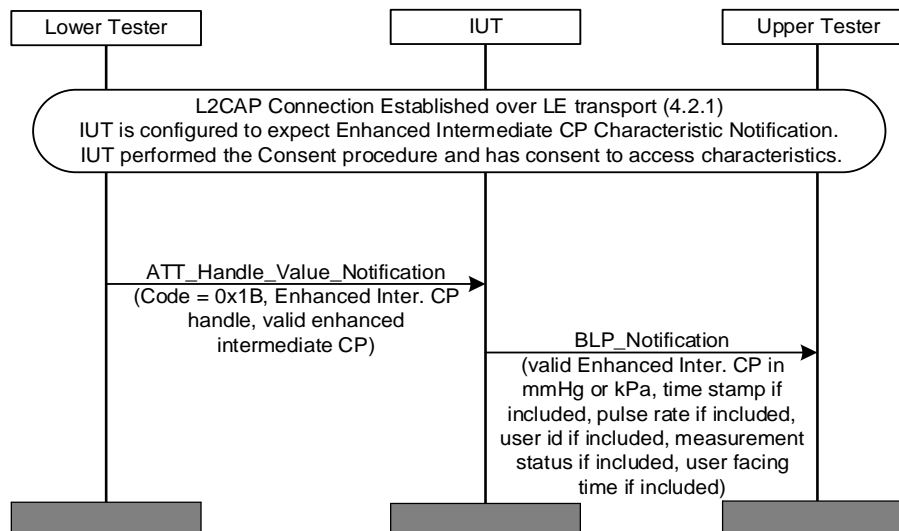 Lower Tester
IUT
Upper Tester
L2CAP Connection Established over LE transport (4.2.1)
IUT is configured to expect Enhanced Intermediate CP Characteristic Notification.
IUT performed the Consent procedure and has consent to access characteristics.
ATT_Handle_Value_Notification
(Code = 0x1B, Enhanced Inter. CP
handle, valid enhanced
intermediate CP)
BLP_Notification
(valid Enhanced Inter. CP in
mmHg or kPa, time stamp if
included, pulse rate if included,
user id if included, measurement
status if included, user facing
time if included)